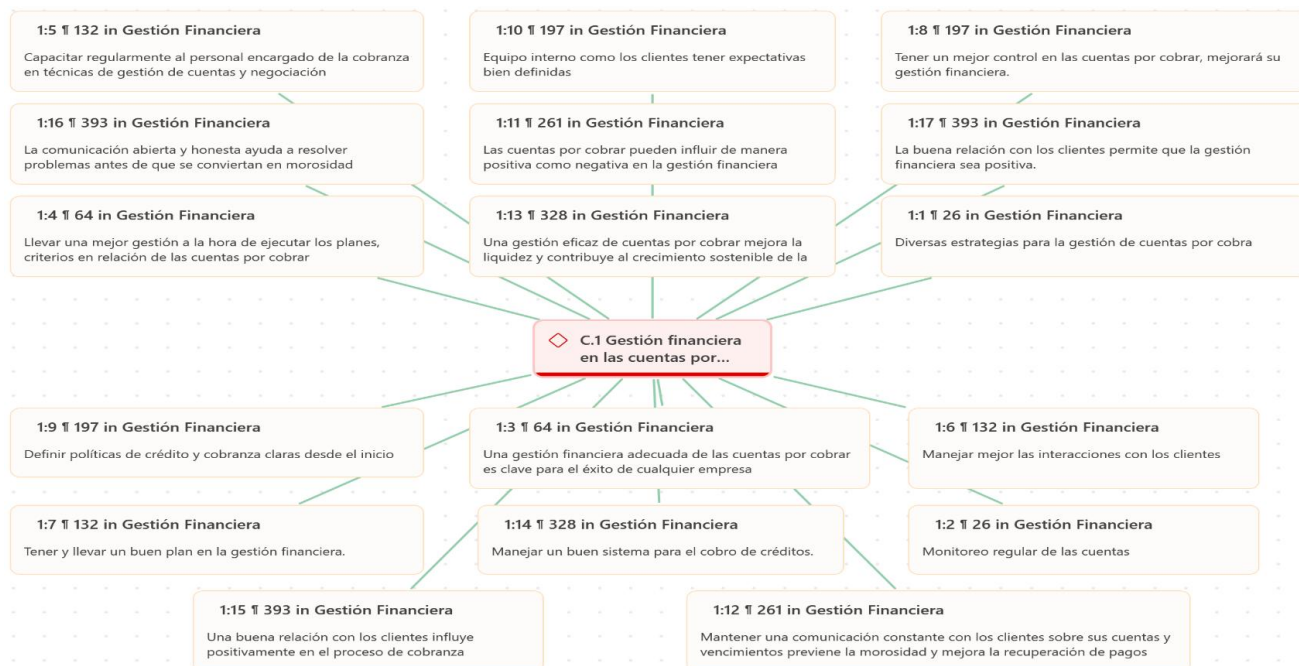 1:5 ¶ 132 in Gestión Financiera
Capacitar regularmente al personal encargado de la cobranza
en técnicas de gestión de cuentas y negociación
1:10 ¶ 197 in Gestión Financiera
Equipo interno como los clientes tener expectativas
bien definidas
1:8 ¶ 197 in Gestión Financiera
Tener un mejor control en las cuentas por cobrar, mejorará su
gestión financiera.
1:16 ¶ 393 in Gestión Financiera
La comunicación abierta y honesta ayuda a resolver
problemas antes de que se conviertan en morosidad
1:11 ¶ 261 in Gestión Financiera
Las cuentas por cobrar pueden influir de manera
positiva como negativa en la gestión financiera
1:17 ¶ 393 in Gestión Financiera
La buena relación con los clientes permite que la gestión
financiera sea positiva.
1:4 ¶ 64 in Gestión Financiera
Llevar una mejor gestión a la hora de ejecutar los planes,
criterios en relación de las cuentas por cobrar
1:13 ¶ 328 in Gestión Financiera
Una gestión eficaz de cuentas por cobrar mejora la
liquidez y contribuye al crecimiento sostenible de la
1:1 ¶ 26 in Gestión Financiera
Diversas estrategias para la gestión de cuentas por cobra
C.1 Gestión financiera
en las cuentas por...
1:9 ¶ 197 in Gestión Financiera
Definir políticas de crédito y cobranza claras desde el inicio
1:3 ¶ 64 in Gestión Financiera
Una gestión financiera adecuada de las cuentas por cobrar
es clave para el éxito de cualquier empresa
1:6 ¶ 132 in Gestión Financiera
Manejar mejor las interacciones con los clientes
1:7 ¶ 132 in Gestión Financiera
Tener y llevar un buen plan en la gestión financiera.
1:14 ¶ 328 in Gestión Financiera
Manejar un buen sistema para el cobro de créditos.
1:2 ¶ 26 in Gestión Financiera
Monitoreo regular de las cuentas
1:15 ¶ 393 in Gestión Financiera
Una buena relación con los clientes influye
positivamente en el proceso de cobranza
1:12 ¶ 261 in Gestión Financiera
Mantener una comunicación constante con los clientes sobre sus cuentas y
vencimientos previene la morosidad y mejora la recuperación de pagos